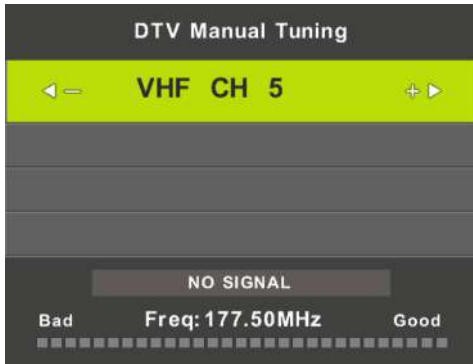 DTV Manual Tuning
VHF CH 5
NO SIGNAL
Bad Freq:177.50MHz Good